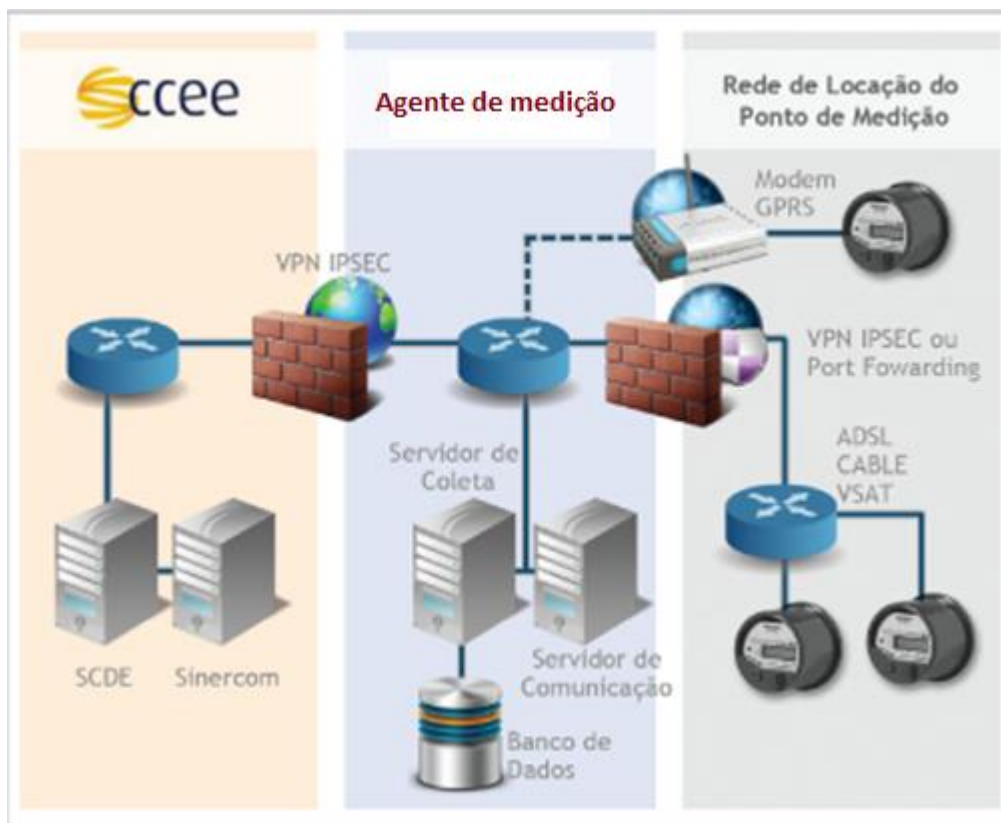 ccee
Agente de medição
Rede de Locação do
Ponto de Medição
Modem
GPRS
VPN IPSEC
VPN IPSEC ou
Port Fowarding
Servidor de
Coleta
ADSL
CABLE
VSAT
SCDE
Sinercom
Servidor de
Comunicação
Banco de
Dados